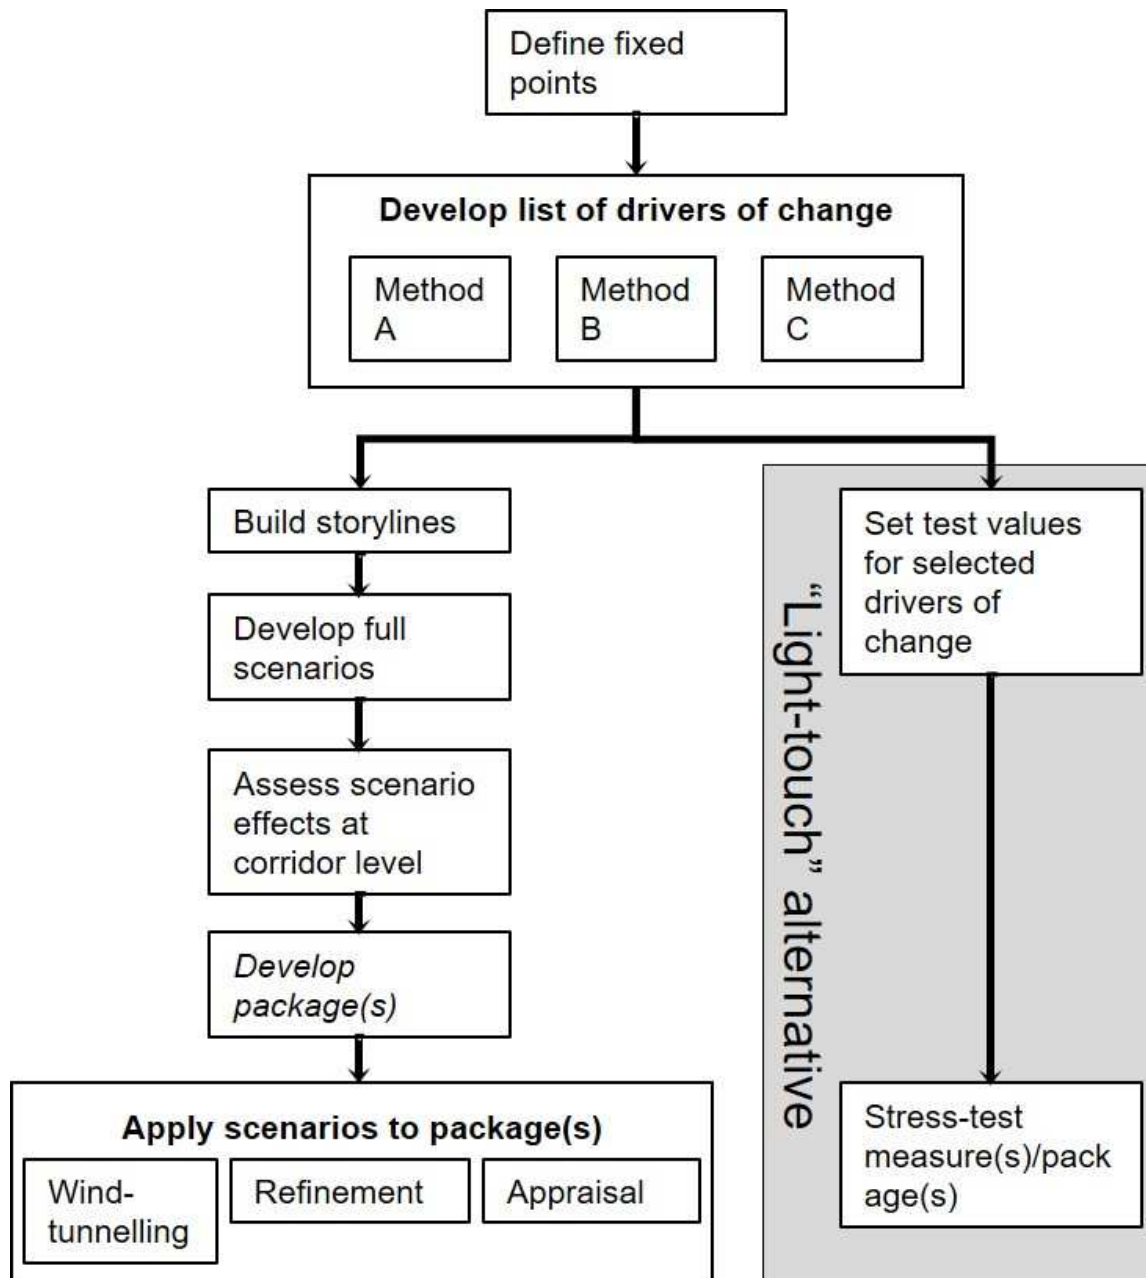 Define fixed
points
Develop list of drivers of change
Method
A
Method
B
Method
C
Build storylines
Develop full
scenarios
Assess scenario
effects at
corridor level
Develop
package(s)
Apply scenarios to package(s)
Wind-
tunnelling
Refinement
Appraisal
“Light-touch” alternative
Set test values
for selected
drivers of
change
Stress-test
measure(s)/pack
age(s)